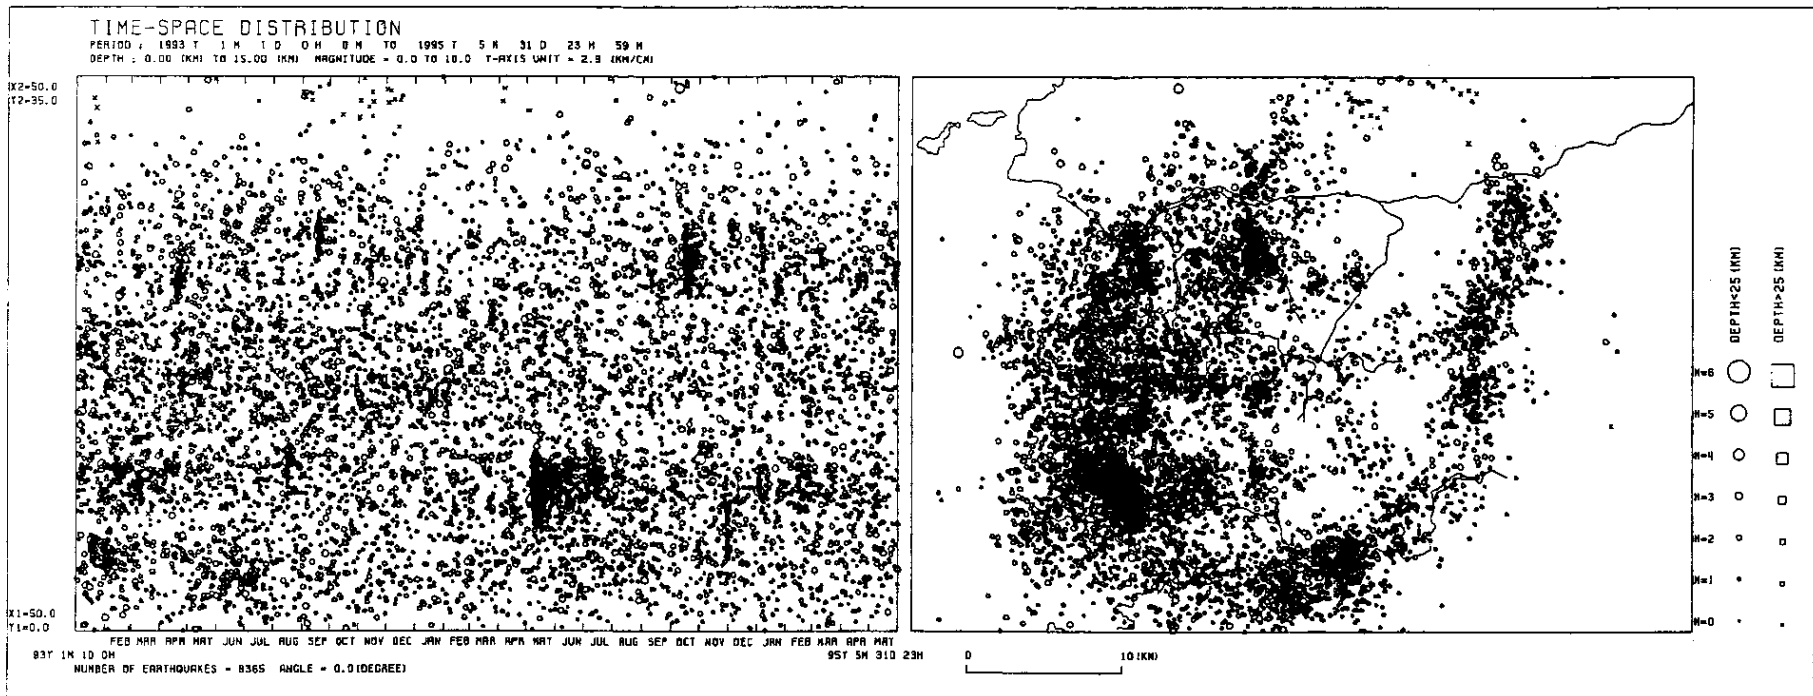 TIME-SPACE DISTRIBUTION
PERIOD : 1993 Y 1 M 1 D 0 H 0 M TO 1995 Y 5 M 31 D 23 H 59 M
DEPTH : 0.00 (KM) TO 15.00 (KM) MAGNITUDE = 0.0 TO 10.0 T-AXIS UNIT = 2.9 (KM/CM)
X2=50.0
Y2=35.0
X1=50.0
Y1=0.0
FEB MAR APR MAY JUN JUL AUG SEP OCT NOV DEC JAN FEB MAR APR MAY JUN JUL AUG SEP OCT NOV DEC JAN FEB MAR APR MAY
93Y 1M 1D 0H
95Y 5M 31D 23H
NUMBER OF EARTHQUAKES = 8365 ANGLE = 0.0(DEGREE)
0 10(KM)
DEPTH<25(KM)
DEPTH>25(KM)
M=6
M=5
M=4
M=3
M=2
M=1
M=0